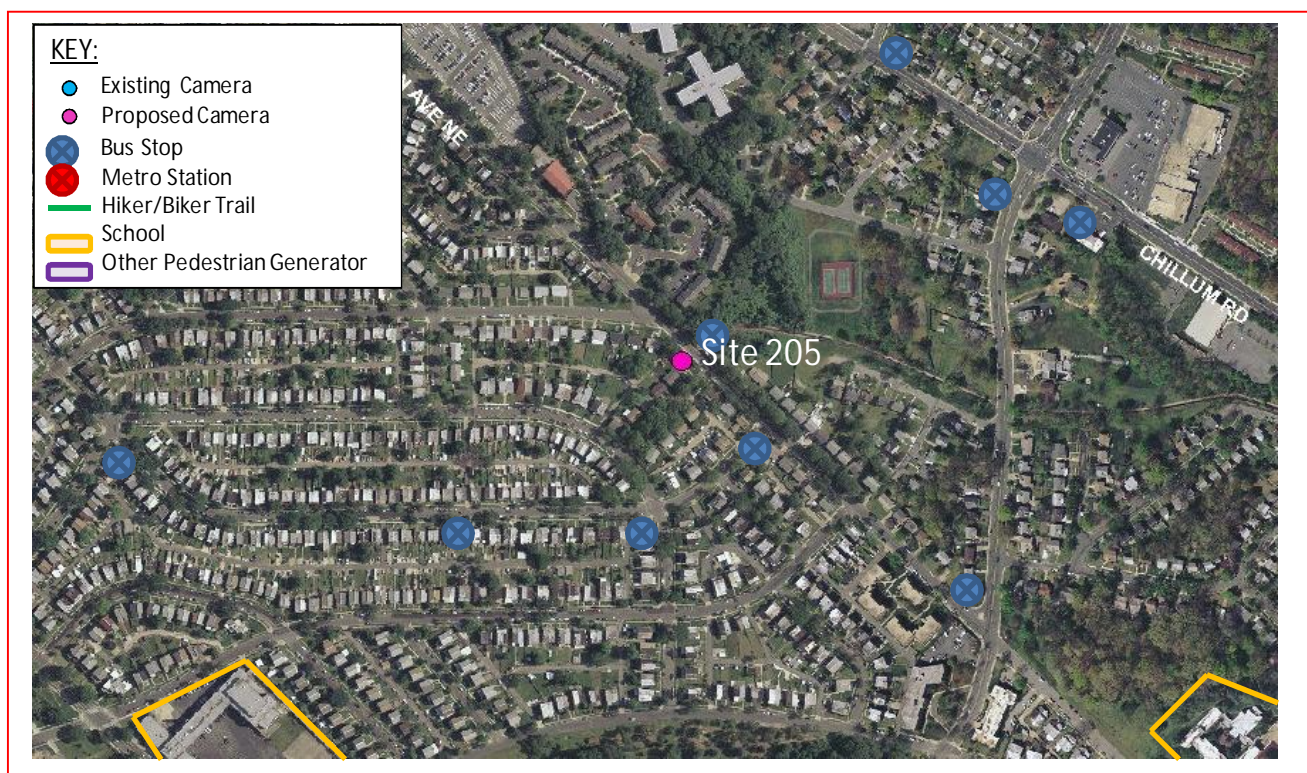 KEY:
Existing Camera
Proposed Camera
Bus Stop
Metro Station
Hiker/Biker Trail
School
Other Pedestrian Generator
AVE NE
CHILLUM RD
Site 205